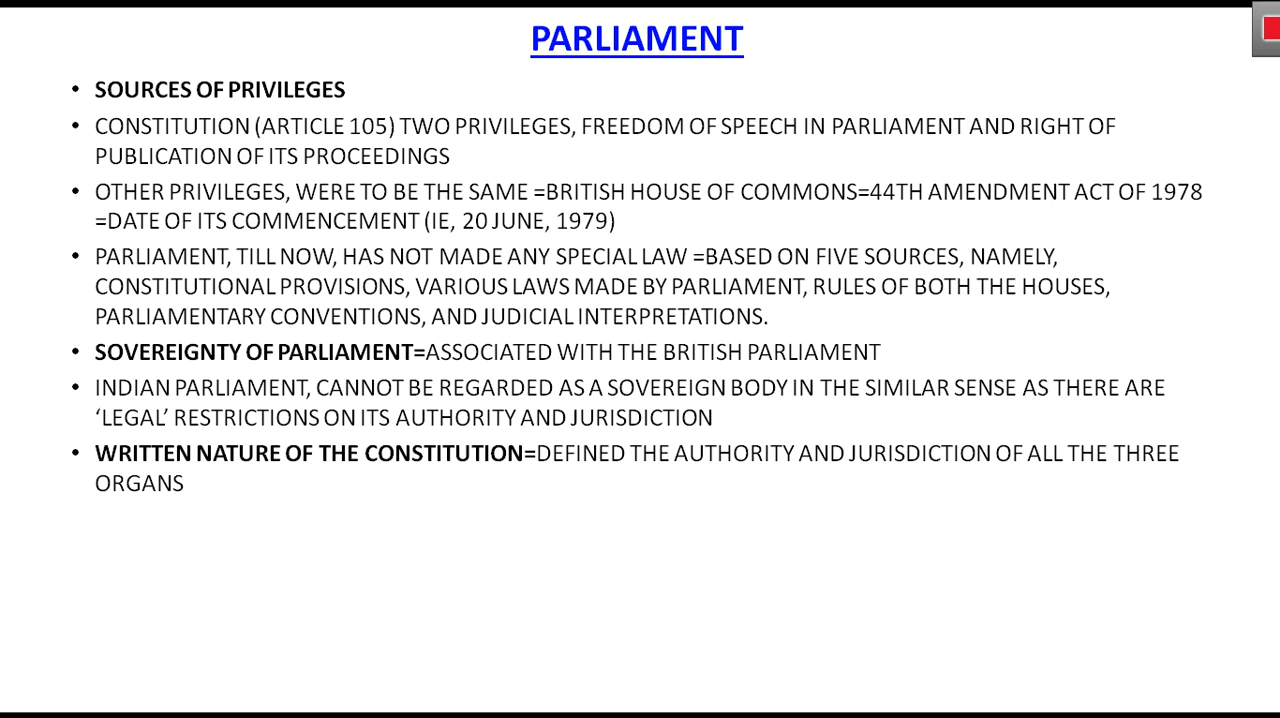 PARLIAMENT
• SOURCES OF PRIVILEGES
• CONSTITUTION (ARTICLE 105) TWO PRIVILEGES, FREEDOM OF SPEECH IN PARLIAMENT AND RIGHT OF
PUBLICATION OF ITS PROCEEDINGS
• OTHER PRIVILEGES, WERE TO BE THE SAME =BRITISH HOUSE OF COMMONS=44TH AMENDMENT ACT OF 1978
=DATE OF ITS COMMENCEMENT (IE, 20 JUNE, 1979)
• PARLIAMENT, TILL NOW, HAS NOT MADE ANY SPECIAL LAW =BASED ON FIVE SOURCES, NAMELY,
CONSTITUTIONAL PROVISIONS, VARIOUS LAWS MADE BY PARLIAMENT, RULES OF BOTH THE HOUSES,
PARLIAMENTARY CONVENTIONS, AND JUDICIAL INTERPRETATIONS.
• SOVEREIGNTY OF PARLIAMENT=ASSOCIATED WITH THE BRITISH PARLIAMENT
• INDIAN PARLIAMENT, CANNOT BE REGARDED AS A SOVEREIGN BODY IN THE SIMILAR SENSE AS THERE ARE
‘LEGAL’ RESTRICTIONS ON ITS AUTHORITY AND JURISDICTION
• WRITTEN NATURE OF THE CONSTITUTION=DEFINED THE AUTHORITY AND JURISDICTION OF ALL THE THREE
ORGANS